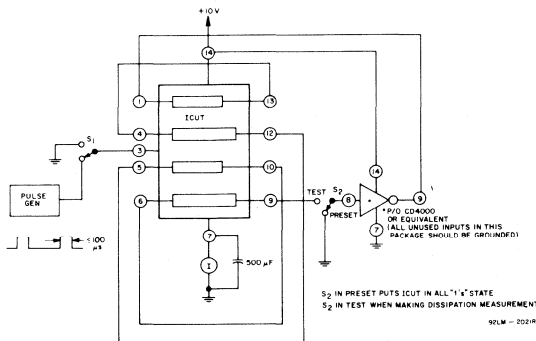 +10 V
14
1
13
ICUT
4
12
S1
3
5
10
PULSE
GEN
6
9
TEST
S2
8
PRESET
14
9
7
*P/O CD4000
OR EQUIVALENT
(ALL UNUSED INPUTS IN THIS
PACKAGE SHOULD BE GROUNDED)
≤100
μs
7
I
500 μF
S2 IN PRESET PUTS ICUT IN ALL "1's" STATE
S2 IN TEST WHEN MAKING DISSIPATION MEASUREMENT
92LM – 2021R